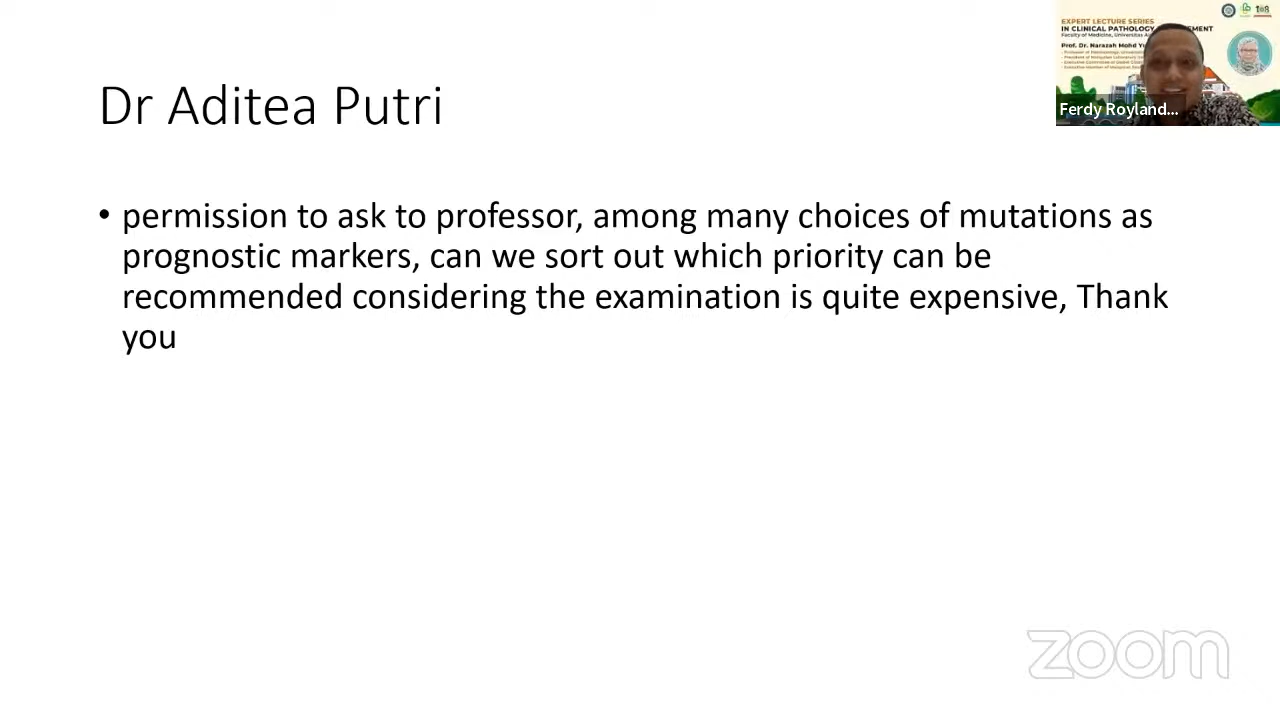 Dr Aditea Putri
• permission to ask to professor, among many choices of mutations as
prognostic markers, can we sort out which priority can be
recommended considering the examination is quite expensive, Thank
you
EXPERT LECTURE SERIES
IN CLINICAL PATHOLOGY
Faculty of Medicine, Universitas
Prof. Dr. Narazah Mohd
Ferdy Royland...
zoom